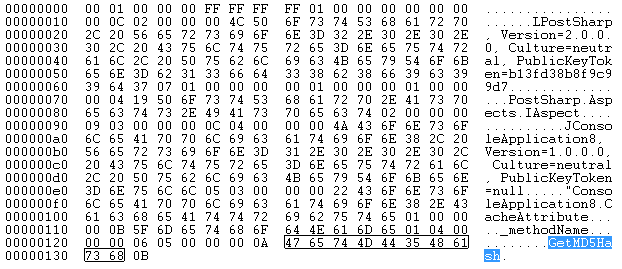 00000000 00 01 00 00 00 FF FF FF FF 01 00 00 00 00 00 00 ................
00000010 00 0C 02 00 00 00 4C 50 6F 73 74 53 68 61 72 70 ......LPostSharp
00000020 2C 20 56 65 72 73 69 6F 6E 3D 32 2E 30 2E 30 2E , Version=2.0.0.
00000030 30 2C 20 43 75 6C 74 75 72 65 3D 6E 65 75 74 72 0, Culture=neutr
00000040 61 6C 2C 20 50 75 62 6C 69 63 4B 65 79 54 6F 6B al, PublicKeyTok
00000050 65 6E 3D 62 31 33 66 64 33 38 62 38 66 39 63 39 en=b13fd38b8f9c9
00000060 39 64 37 07 01 00 00 00 00 01 00 00 00 01 00 00 9d7.............
00000070 00 04 19 50 6F 73 74 53 68 61 72 70 2E 41 73 70 ...PostSharp.Asp
00000080 65 63 74 73 2E 49 41 73 70 65 63 74 02 00 00 00 ects.IAspect....
00000090 09 03 00 00 00 0C 04 00 00 00 4A 43 6F 6E 73 6F ..........JConso
000000a0 6C 65 41 70 70 6C 69 63 61 74 69 6F 6E 38 2C 20 leApplication8, 
000000b0 56 65 72 73 69 6F 6E 3D 31 2E 30 2E 30 2E 30 2C Version=1.0.0.0,
000000c0 20 43 75 6C 74 75 72 65 3D 6E 65 75 74 72 61 6C  Culture=neutral
000000d0 2C 20 50 75 62 6C 69 63 4B 65 79 54 6F 6B 65 6E , PublicKeyToken
000000e0 3D 6E 75 6C 6C 05 03 00 00 00 22 43 6F 6E 73 6F =null....."Conso
000000f0 6C 65 41 70 70 6C 69 63 61 74 69 6F 6E 38 2E 43 leApplication8.C
00000100 61 63 68 65 41 74 74 72 69 62 75 74 65 01 00 00 acheAttribute...
00000110 00 0B 5F 6D 65 74 68 6F 64 4E 61 6D 65 01 04 00 .._methodName...
00000120 00 00 06 05 00 00 00 0A 47 65 74 4D 44 35 48 61 ........GetMD5Ha
00000130 73 68 0B sh.